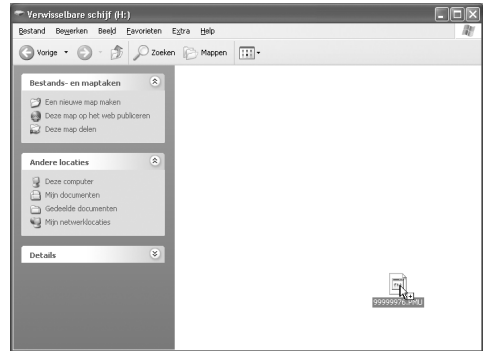 Verwisselbare schijf (H:)
Bestand Bewerken Beeld Favorieten Extra Help
Vorige Zoeken Mappen
Bestands- en maptaken
Een nieuwe map maken
Deze map op het web publiceren
Deze map delen
Andere locaties
Deze computer
Mijn documenten
Gedeelde documenten
Mijn netwerklocaties
Details
99999976.PMU